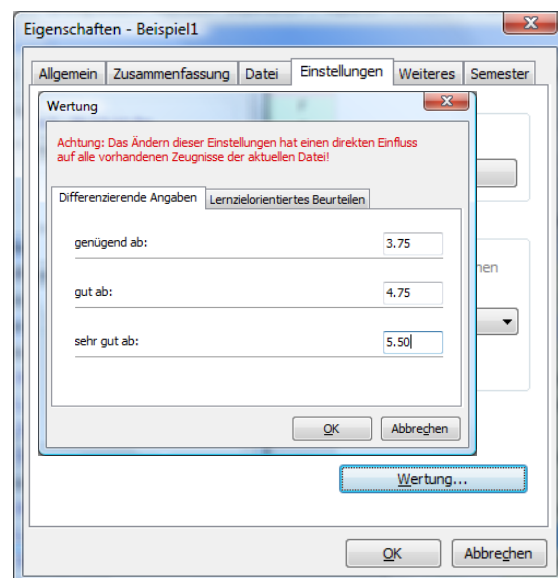 Eigenschaften - Beispiel1
Allgemein Zusammenfassung Datei Einstellungen Weiteres Semester
Wertung
Achtung: Das Ändern dieser Einstellungen hat einen direkten Einfluss
auf alle vorhandenen Zeugnisse der aktuellen Datei!
Differenzierende Angaben Lernzielorientiertes Beurteilen
genügend ab: 3.75
gut ab: 4.75
sehr gut ab: 5.50
OK Abbrechen
Wertung...
OK Abbrechen